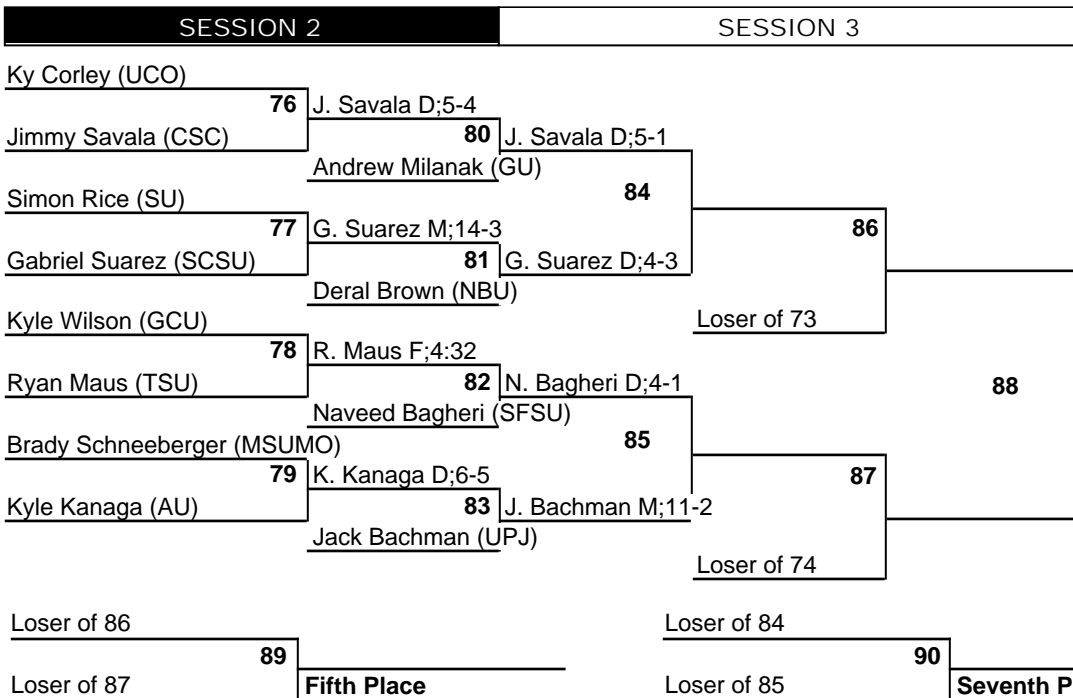 SESSION 2 SESSION 3
Ky Corley (UCO)
76 J. Savala D;5-4
Jimmy Savala (CSC) 80 J. Savala D;5-1
Andrew Milanak (GU)
84
Simon Rice (SU)
77 G. Suarez M;14-3 86
Gabriel Suarez (SCSU) 81 G. Suarez D;4-3
Deral Brown (NBU)
Kyle Wilson (GCU) Loser of 73
78 R. Maus F;4:32
Ryan Maus (TSU) 82 N. Bagheri D;4-1 88
Naveed Bagheri (SFSU)
Brady Schneeberger (MSUMO) 85
79 K. Kanaga D;6-5 87
Kyle Kanaga (AU) 83 J. Bachman M;11-2
Jack Bachman (UPJ)
Loser of 74
Loser of 86 Loser of 84
89 90
Loser of 87 Fifth Place Loser of 85 Seventh P